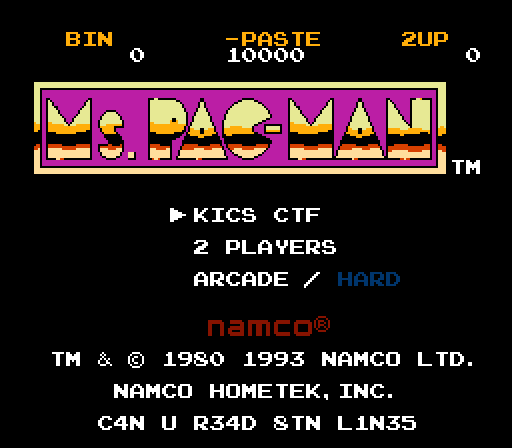 BIN -PASTE 2UP
0 10000 0
MS. PAC-MAN
TM
▶KICS CTF
2 PLAYERS
ARCADE / HARD
namco®
TM & © 1980 1993 NAMCO LTD.
NAMCO HOMETEK, INC.
C4N U R34D 8TN L1N35